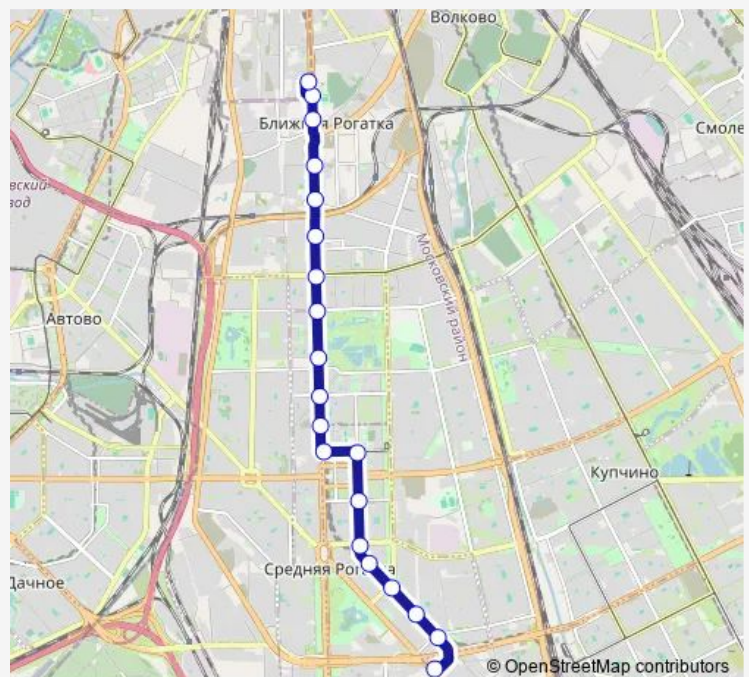 Волково
Ближняя Рогатка
Смоле
вский
вод
Московский район
Автово
Купчино
Средняя Рогатка
Дачное
© OpenStreetMap contributors